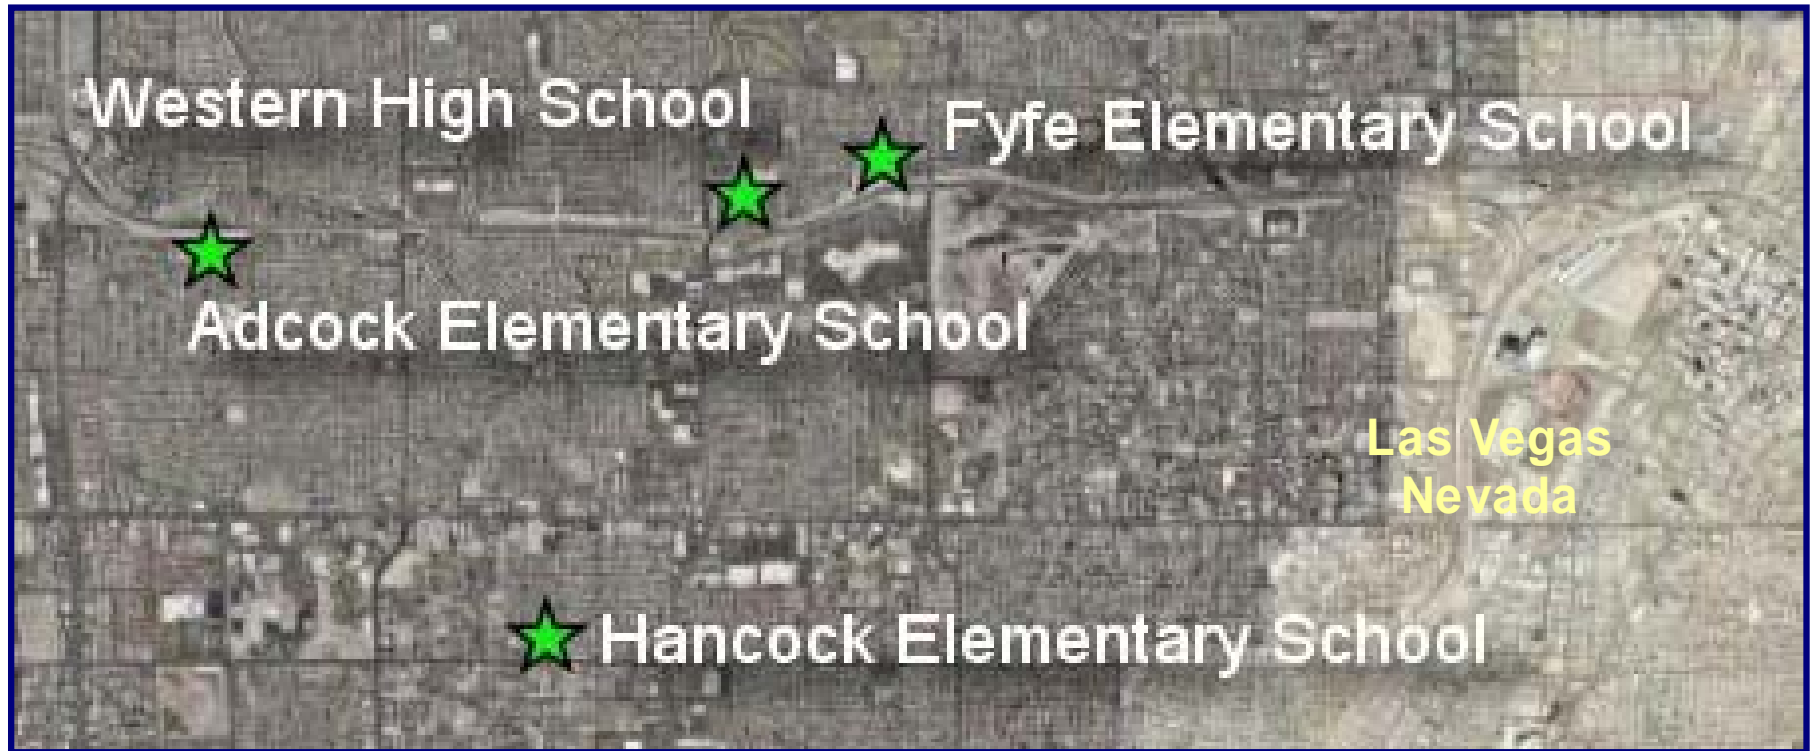 Western High School
Fyfe Elementary School
Adcock Elementary School
Las Vegas
Nevada
Hancock Elementary School